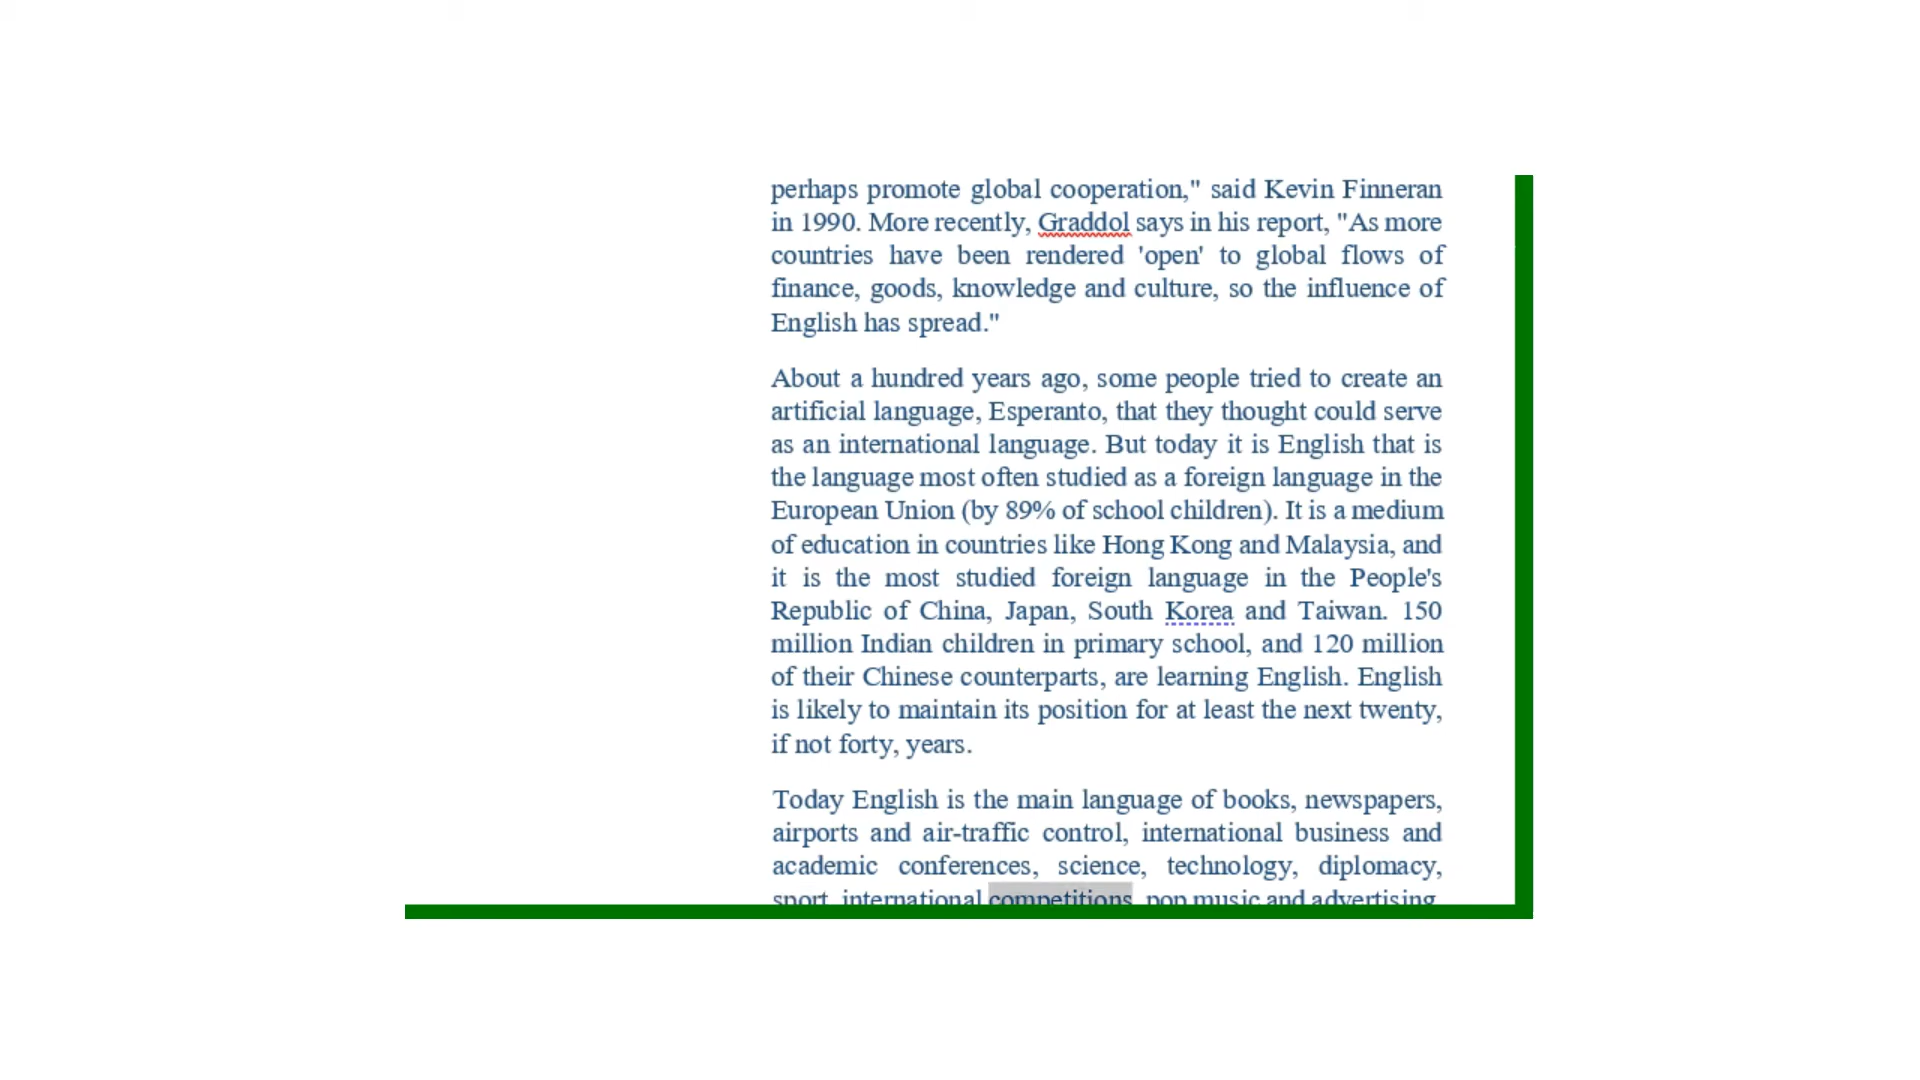 perhaps promote global cooperation," said Kevin Finneran
in 1990. More recently, Graddol says in his report, "As more
countries have been rendered 'open' to global flows of
finance, goods, knowledge and culture, so the influence of
English has spread."
About a hundred years ago, some people tried to create an
artificial language, Esperanto, that they thought could serve
as an international language. But today it is English that is
the language most often studied as a foreign language in the
European Union (by 89% of school children). It is a medium
of education in countries like Hong Kong and Malaysia, and
it is the most studied foreign language in the People's
Republic of China, Japan, South Korea and Taiwan. 150
million Indian children in primary school, and 120 million
of their Chinese counterparts, are learning English. English
is likely to maintain its position for at least the next twenty,
if not forty, years.
Today English is the main language of books, newspapers,
airports and air-traffic control, international business and
academic conferences, science, technology, diplomacy,
sport, international competitions, pop music and advertising.